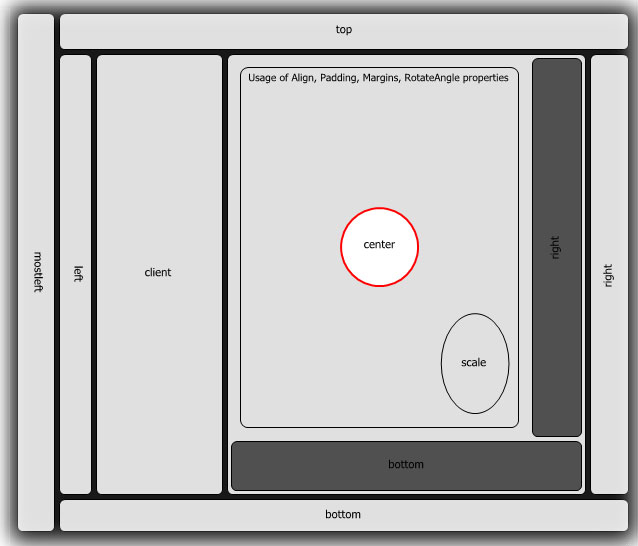 top
Usage of Align, Padding, Margins, RotateAngle properties
mostleft
left
client
center
right
right
scale
bottom
bottom